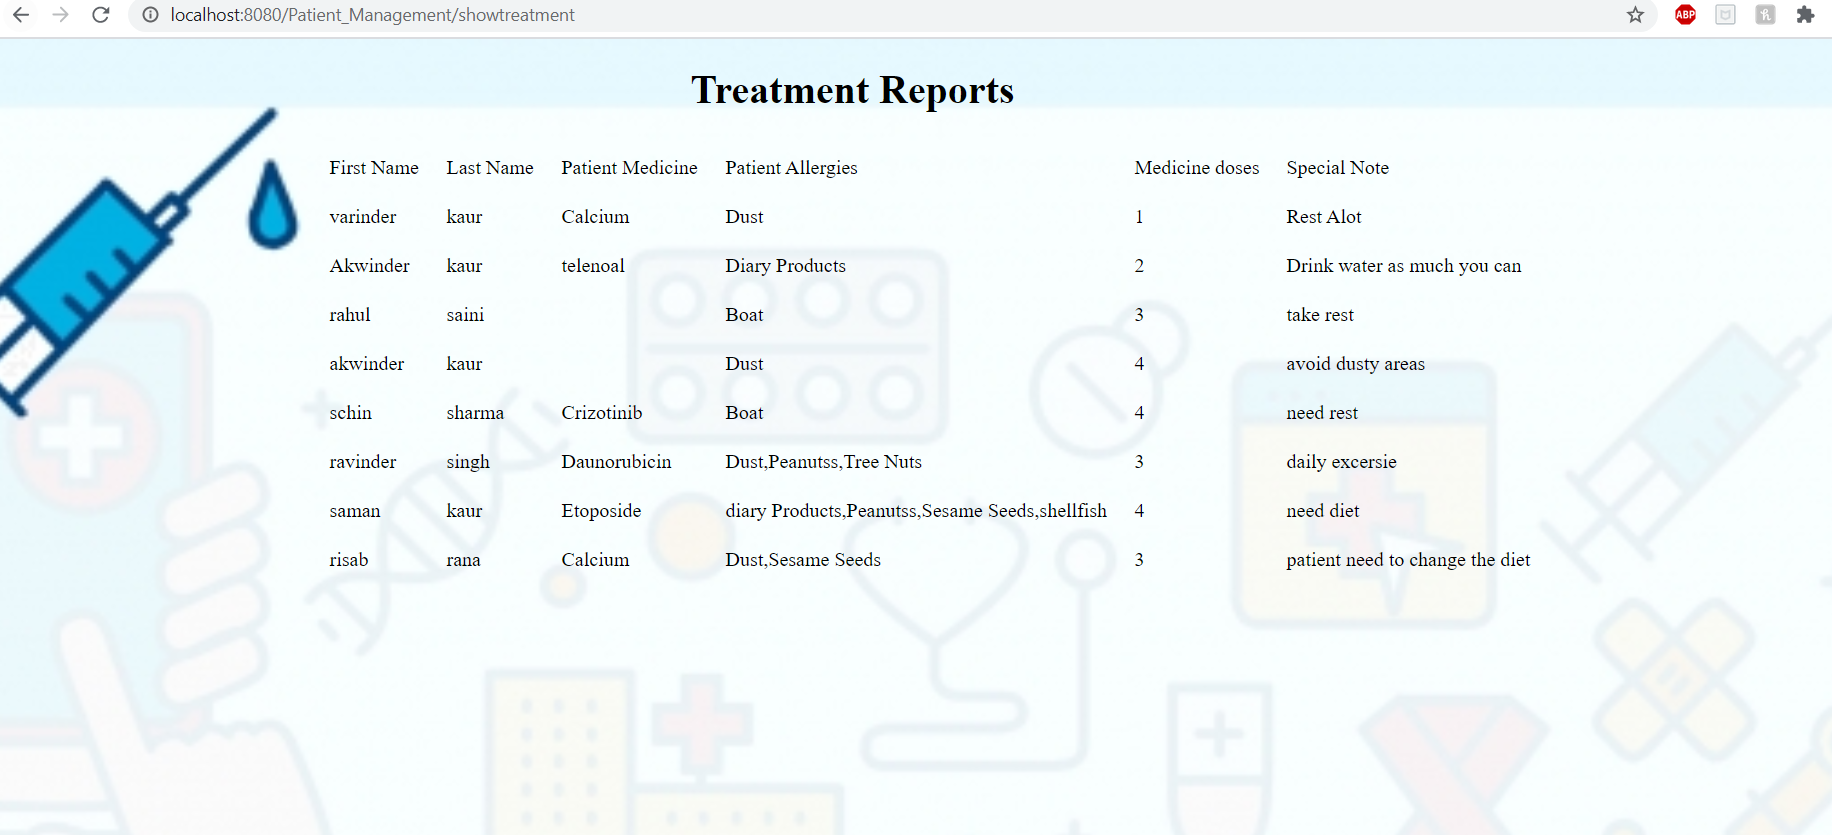 localhost:8080/Patient_Management/showtreatment
ABP
Treatment Reports
First Name Last Name Patient Medicine Patient Allergies Medicine doses Special Note
varinder kaur Calcium Dust 1 Rest Alot
Akwinder kaur telenoal Diary Products 2 Drink water as much you can
rahul saini Boat 3 take rest
akwinder kaur Dust 4 avoid dusty areas
schin sharma Crizotinib Boat 4 need rest
ravinder singh Daunorubicin Dust,Peanutss,Tree Nuts 3 daily excersie
saman kaur Etoposide diary Products,Peanutss,Sesame Seeds,shellfish 4 need diet
risab rana Calcium Dust,Sesame Seeds 3 patient need to change the diet